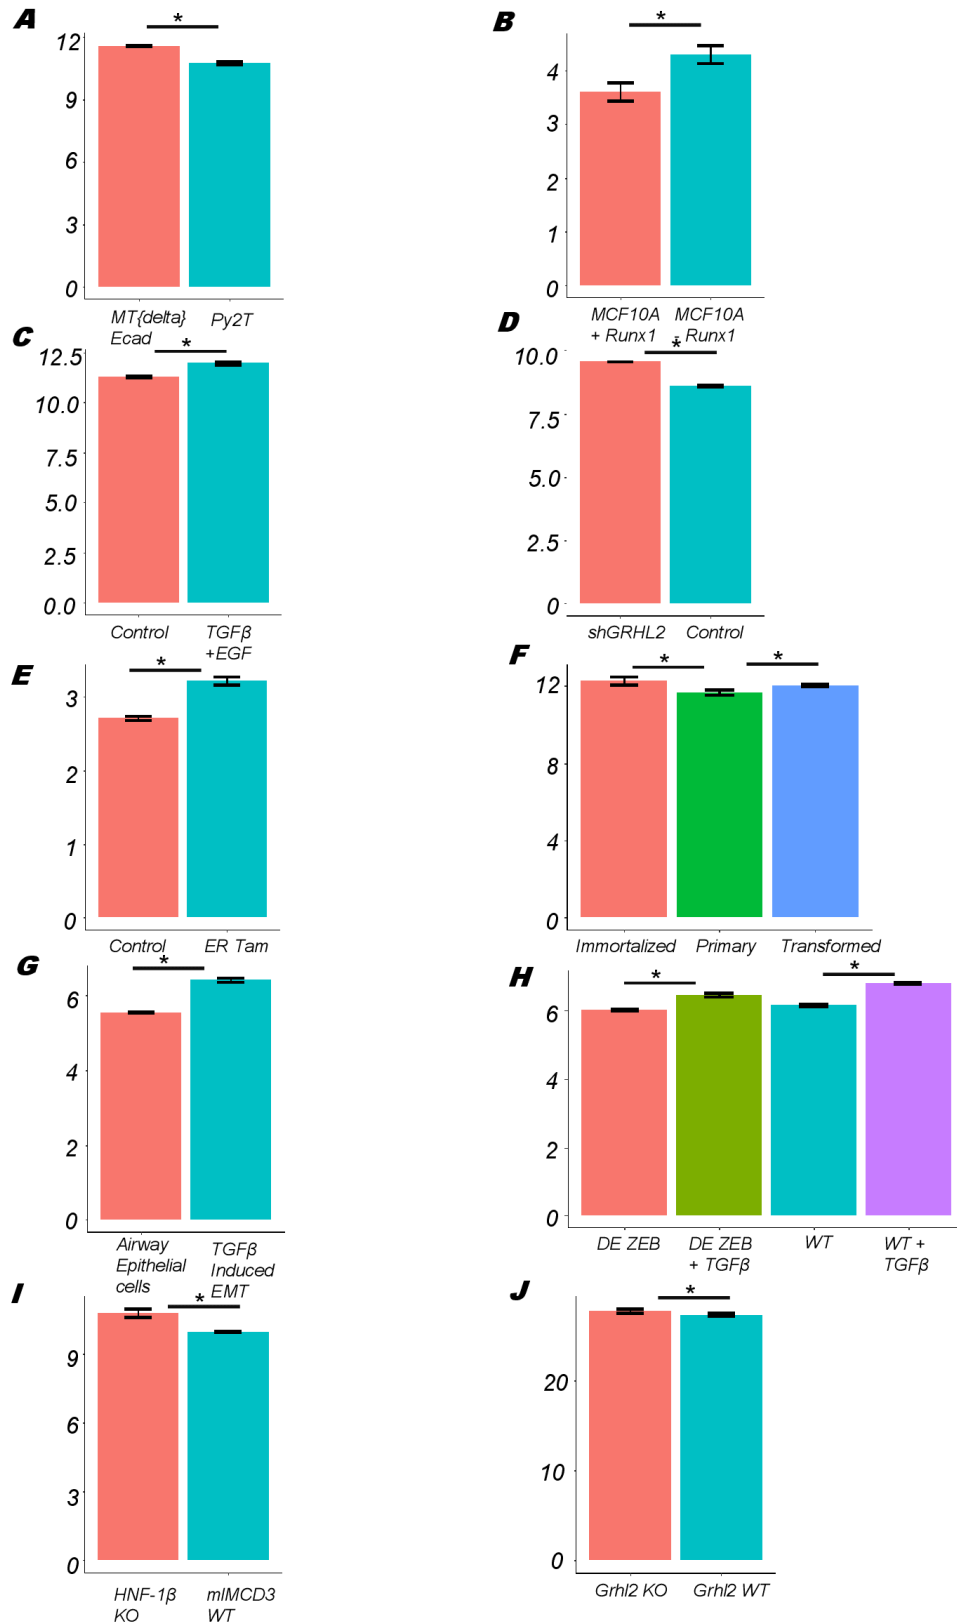 A
*
12
9
6
3
0
MT{delta}
Ecad
Py2T
B
*
4
3
2
1
0
MCF10A
+ Runx1
MCF10A
- Runx1
C
*
12.5
10.0
7.5
5.0
2.5
0.0
Control
TGFβ
+EGF
D
*
10.0
7.5
5.0
2.5
0
shGRHL2
Control
E
*
3
2
1
0
Control
ER Tam
F
*
*
12
8
4
0
Immortalized
Primary
Transformed
G
*
6
4
2
0
Airway
Epithelial
cells
TGFβ
Induced
EMT
H
*
*
6
4
2
0
DE ZEB
DE ZEB
+ TGFβ
WT
WT +
TGFβ
I
*
9
6
3
0
HNF-1β
KO
mIMCD3
WT
J
*
20
10
0
Grhl2 KO
Grhl2 WT